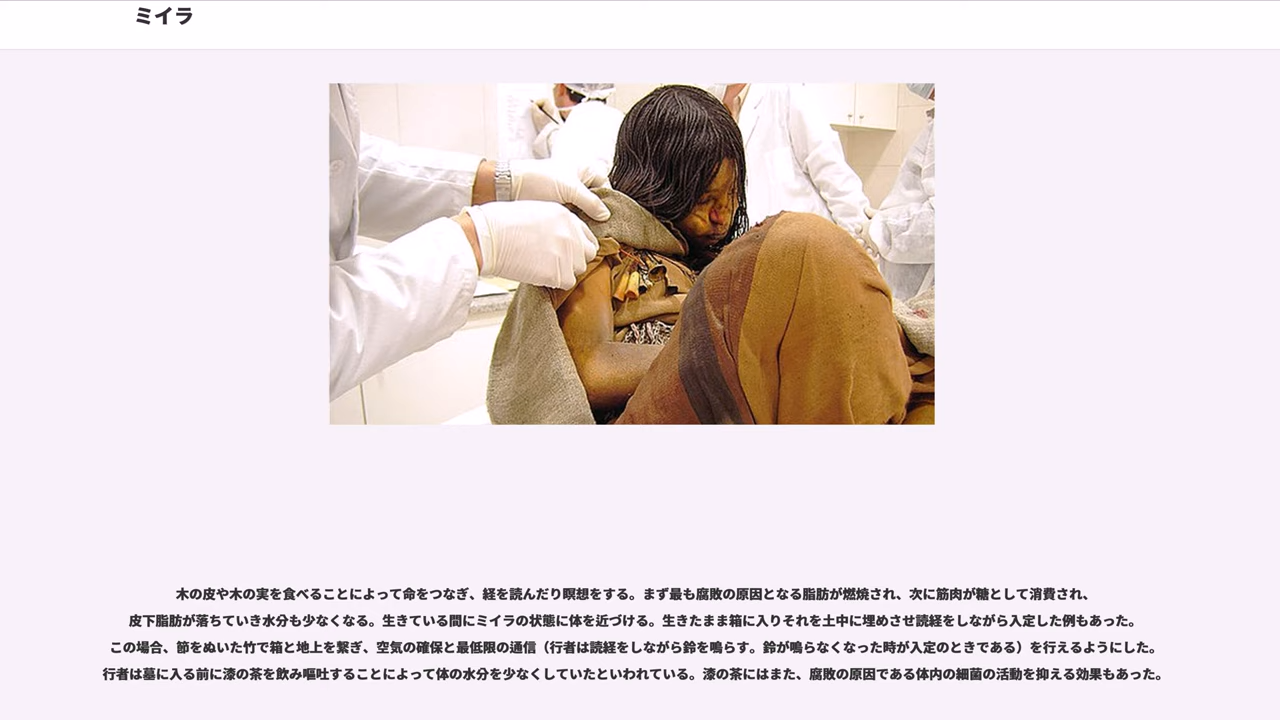 ミイラ
木の皮や木の実を食べることによって命をつなぎ、経を読んだり瞑想をする。まず最も腐敗の原因となる脂肪が燃焼され、次に筋肉が糖として消費され、
皮下脂肪が落ちていき水分も少なくなる。生きている間にミイラの状態に体を近づける。生きたまま箱に入りそれを土中に埋めさせ読経をしながら入定した例もあった。
この場合、節をぬいた竹で箱と地上を繋ぎ、空気の確保と最低限の通信（行者は読経をしながら鈴を鳴らす。鈴が鳴らなくなった時が入定のときである）を行えるようにした。
行者は墓に入る前に漆の茶を飲み嘔吐することによって体の水分を少なくしていたといわれている。漆の茶にはまた、腐敗の原因である体内の細菌の活動を抑える効果もあった。